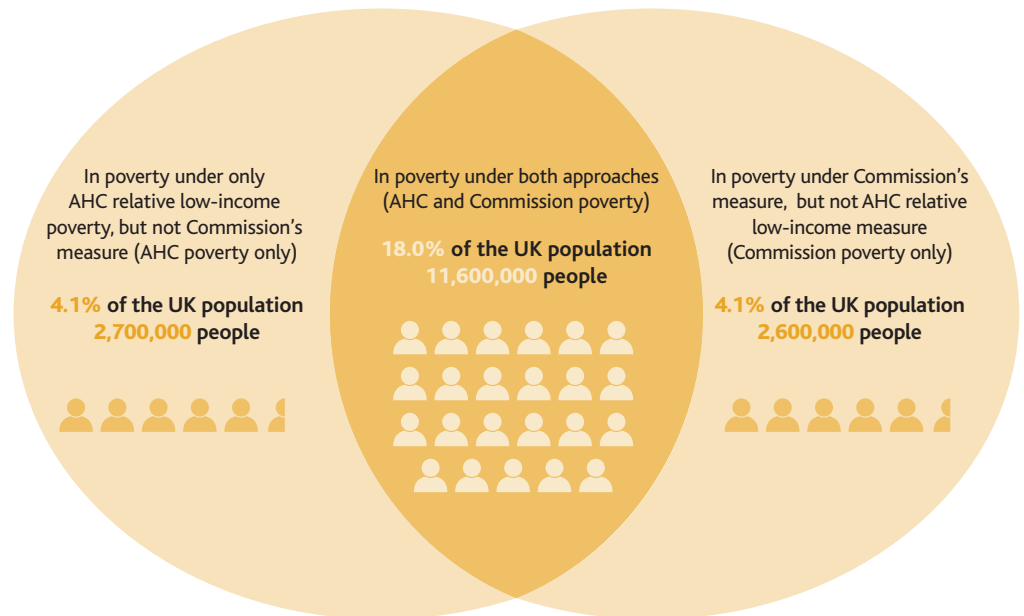 In poverty under only
AHC relative low-income
poverty, but not Commission's
measure (AHC poverty only)
4.1% of the UK population
2,700,000 people
In poverty under both approaches
(AHC and Commission poverty)
18.0% of the UK population
11,600,000 people
In poverty under Commission's
measure, but not AHC relative
low-income measure
(Commission poverty only)
4.1% of the UK population
2,600,000 people